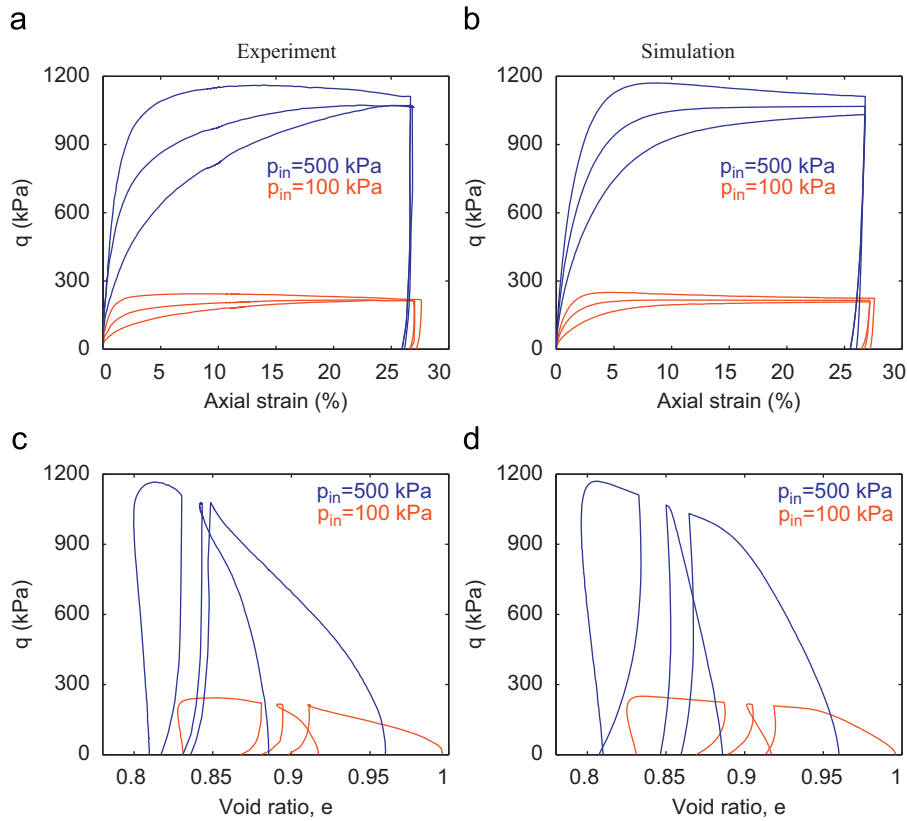 a
b
Experiment
Simulation
1200
900
600
300
0
q (kPa)
p_in=500 kPa
p_in=100 kPa
0 5 10 15 20 25 30
Axial strain (%)
1200
900
600
300
0
q (kPa)
p_in=500 kPa
p_in=100 kPa
0 5 10 15 20 25 30
Axial strain (%)
c
d
1200
900
600
300
0
q (kPa)
p_in=500 kPa
p_in=100 kPa
0.8 0.85 0.9 0.95 1
Void ratio, e
1200
900
600
300
0
q (kPa)
p_in=500 kPa
p_in=100 kPa
0.8 0.85 0.9 0.95 1
Void ratio, e